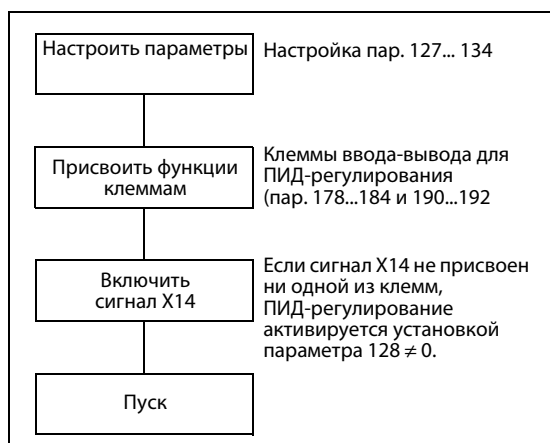 Настроить параметры
Настройка пар. 127... 134
Присвоить функции
клеммам
Клеммы ввода-вывода для
ПИД-регулирования
(пар. 178...184 и 190...192
Включить
сигнал X14
Если сигнал X14 не присвоен
ни одной из клемм,
ПИД-регулирование
активируется установкой
параметра 128 ≠ 0.
Пуск